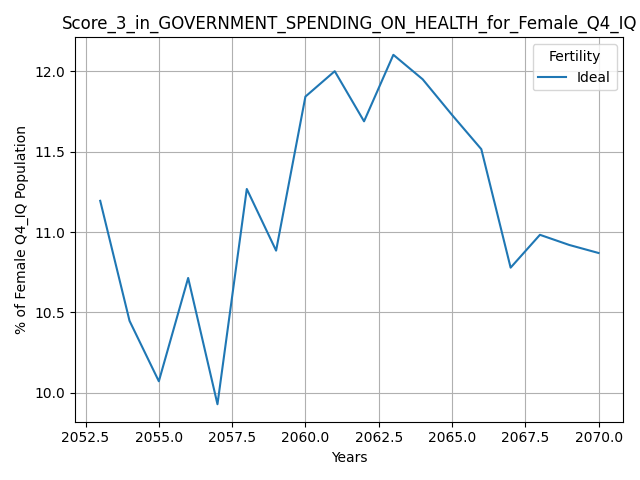 Score_3_in_GOVERNMENT_SPENDING_ON_HEALTH_for_Female_Q4_IQ
Fertility
Ideal
% of Female Q4_IQ Population
12.0
11.5
11.0
10.5
10.0
2052.5 2055.0 2057.5 2060.0 2062.5 2065.0 2067.5 2070.0
Years